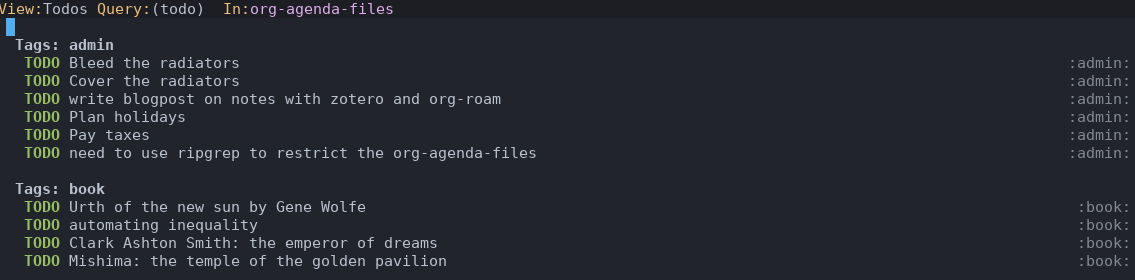 View:Todos Query:(todo)  In:org-agenda-files
Tags: admin
TODO Bleed the radiators :admin:
TODO Cover the radiators :admin:
TODO write blogpost on notes with zotero and org-roam :admin:
TODO Plan holidays :admin:
TODO Pay taxes :admin:
TODO need to use ripgrep to restrict the org-agenda-files :admin:
Tags: book
TODO Urth of the new sun by Gene Wolfe :book:
TODO automating inequality :book:
TODO Clark Ashton Smith: the emperor of dreams :book:
TODO Mishima: the temple of the golden pavilion :book: